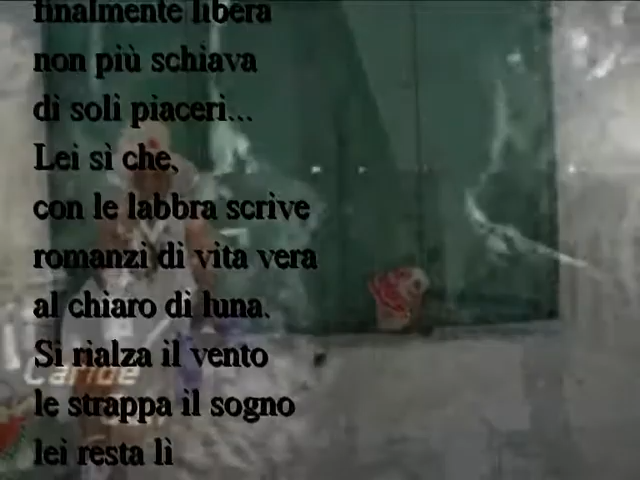 finalmente libera
non più schiava
di soli piaceri...
Lei sì che,
con le labbra scrive
romanzi di vita vera
al chiaro di luna.
Si rialza il vento
Caribe
le strappa il sogno
lei resta lì